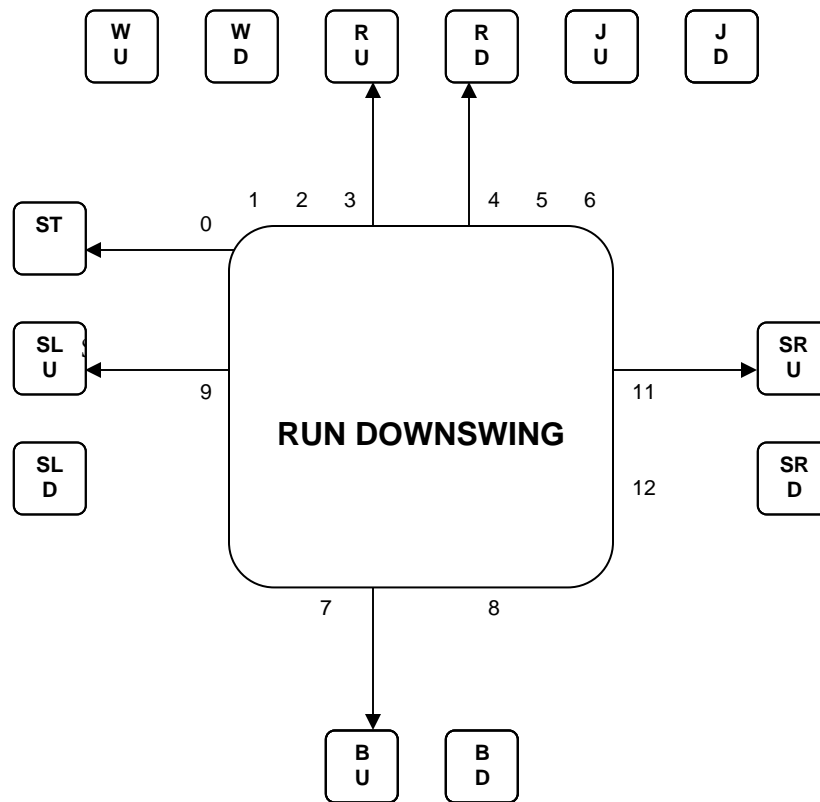 W W R R J J
U D U D U D
1 2 3 4 5 6
0
ST
SL
U
9
SR
U
11
RUN DOWNSWING
SL
D
12
SR
D
7 8
B B
U D